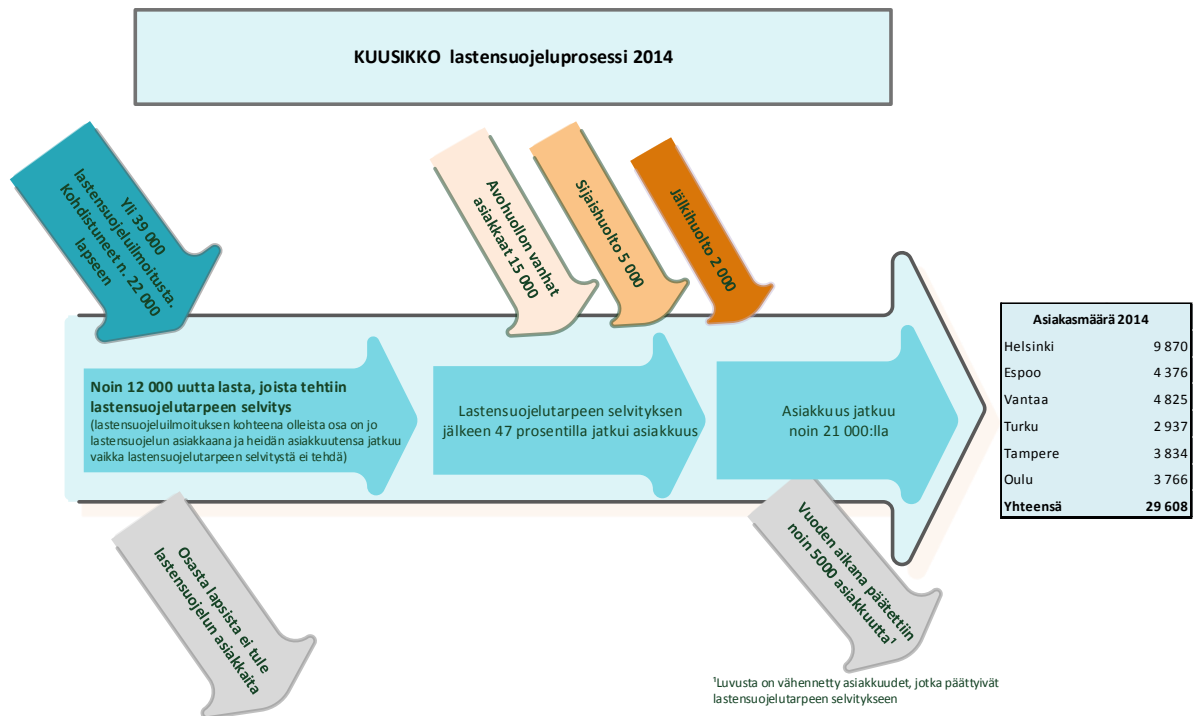 KUUSIKKO lastensuojeluprosessi 2014
Yli 39 000
lastensuojeluilmoitusta.
Kohdistuneet n. 22 000
lapseen
Avohuollon vanhat
asiakkaat 15 000
Sijaishuolto 5 000
Jälkihuolto 2 000
Noin 12 000 uutta lasta, joista tehtiin
lastensuojelutarpeen selvitys
(lastensuojeluilmoituksen kohteena olleista osa on jo
lastensuojelun asiakkaana ja heidän asiakkuutensa jatkuu
vaikka lastensuojelutarpeen selvitystä ei tehdä)
Lastensuojelutarpeen selvityksen
jälkeen 47 prosentilla jatkui asiakkuus
Asiakkuus jatkuu
noin 21 000:lla
Osasta lapsista ei tule
lastensuojelun asiakkaita
Vuoden aikana päätettiin
noin 5000 asiakkuutta¹
¹Luvusta on vähennetty asiakkuudet, jotka päättyivät
lastensuojelutarpeen selvitykseen
Asiakasmäärä 2014
Helsinki 9 870
Espoo 4 376
Vantaa 4 825
Turku 2 937
Tampere 3 834
Oulu 3 766
Yhteensä 29 608